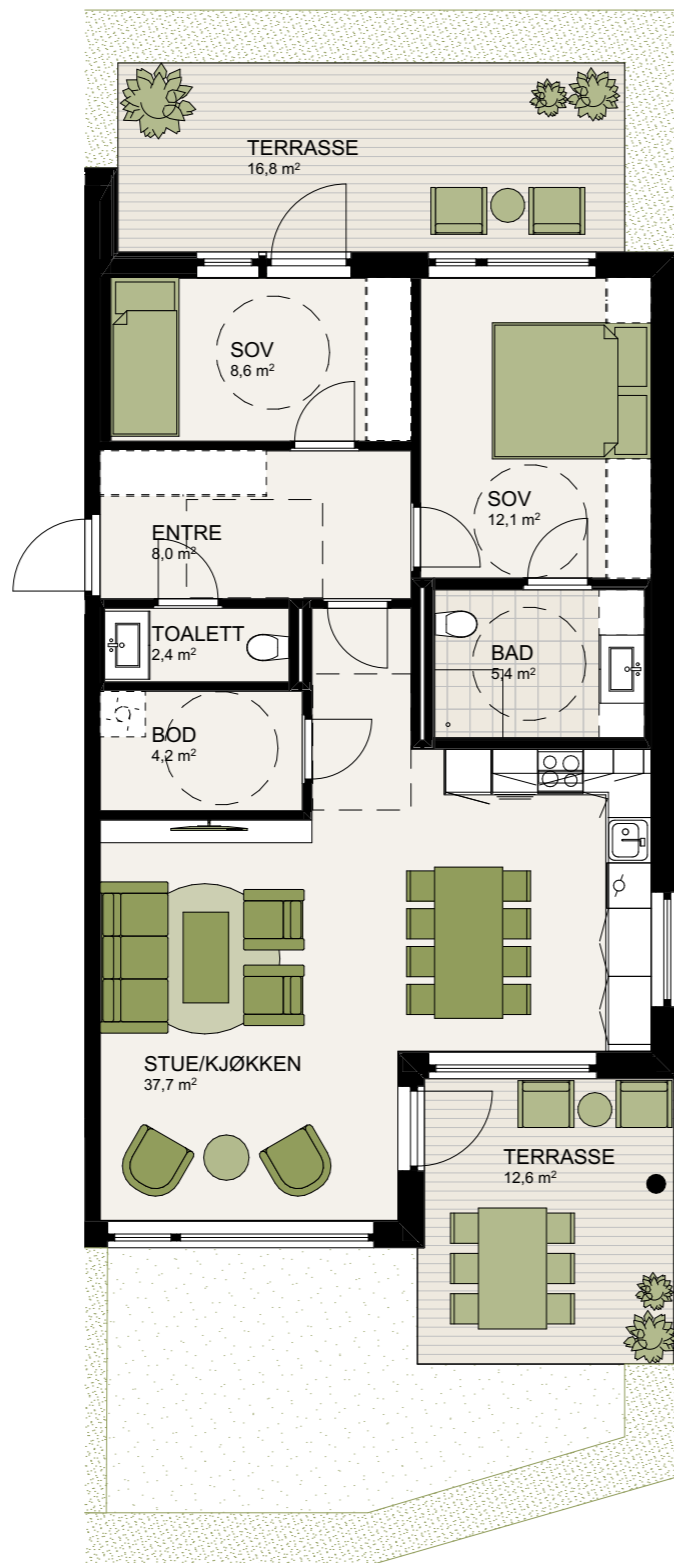 TERRASSE
16,8 m²
SOV
8,6 m²
SOV
12,1 m²
ENTRE
8,0 m²
TOALETT
2,4 m²
BAD
5,4 m²
BOD
4,2 m²
STUE/KJØKKEN
37,7 m²
TERRASSE
12,6 m²